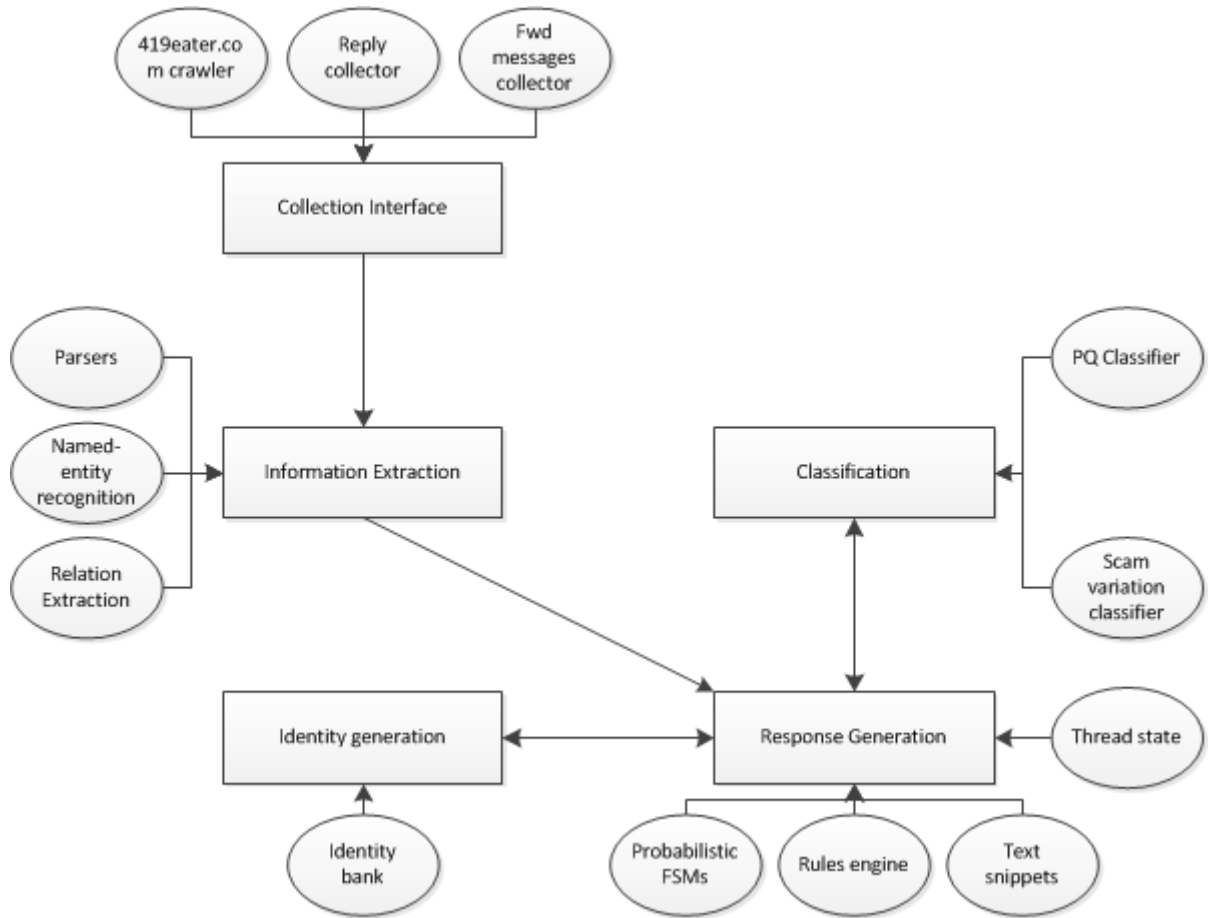 419eater.co
m crawler
Reply
collector
Fwd
messages
collector
Collection Interface
Parsers
PQ Classifier
Named-
entity
recognition
Information Extraction
Classification
Relation
Extraction
Scam
variation
classifier
Identity generation
Response Generation
Thread state
Identity
bank
Probabilistic
FSMs
Rules engine
Text
snippets